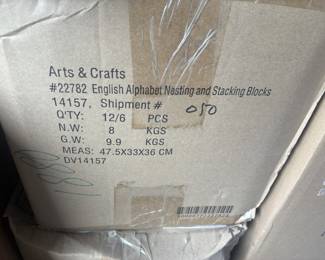 Arts & Crafts
#22782 English Alphabet Nesting and Stacking Blocks
14157, Shipment # 050
Q'TY: 12/6 PCS
N.W: 8 KGS
G.W: 9.9 KGS
MEAS: 47.5X33X36 CM
DV14157